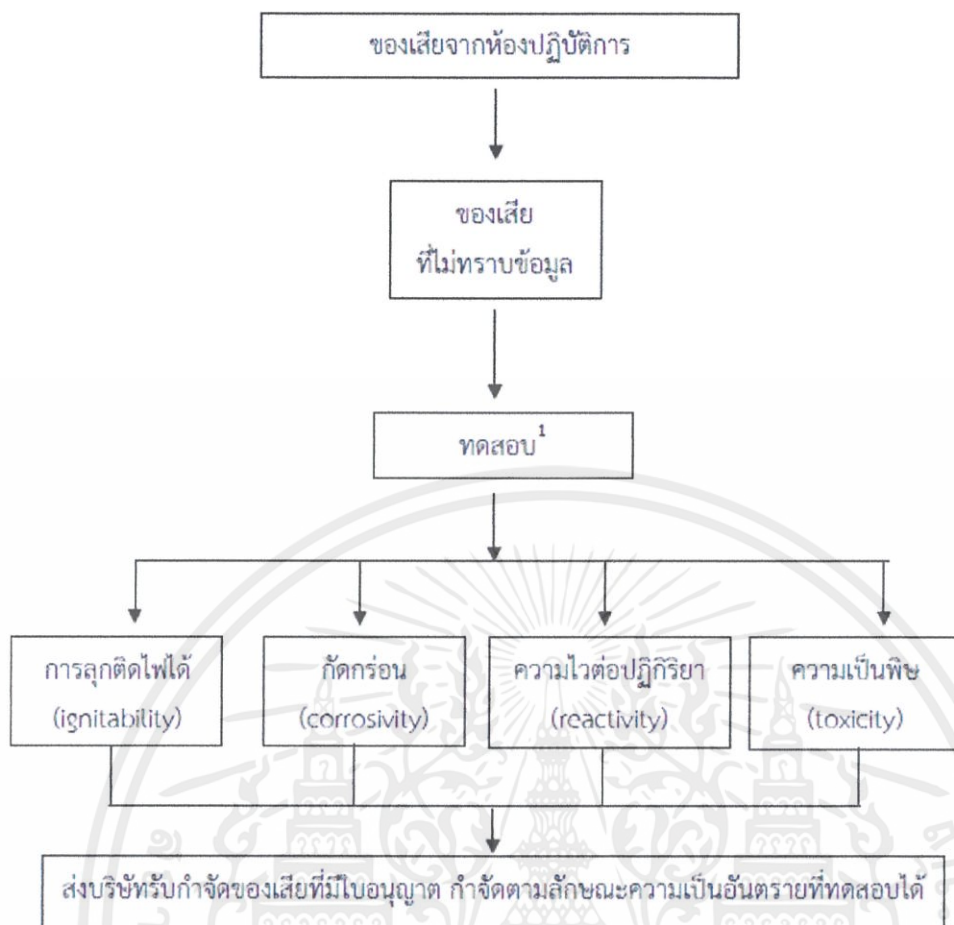 ของเสียจากห้องปฏิบัติการ
ของเสีย
ที่ไม่ทราบข้อมูล
ทดสอบ¹
การลุกติดไฟได้
(ignitability)
กัดกร่อน
(corrosivity)
ความไวต่อปฏิกิริยา
(reactivity)
ความเป็นพิษ
(toxicity)
ส่งบริษัทรับกำจัดของเสียที่มีใบอนุญาต กำจัดตามลักษณะความเป็นอันตรายที่ทดสอบได้